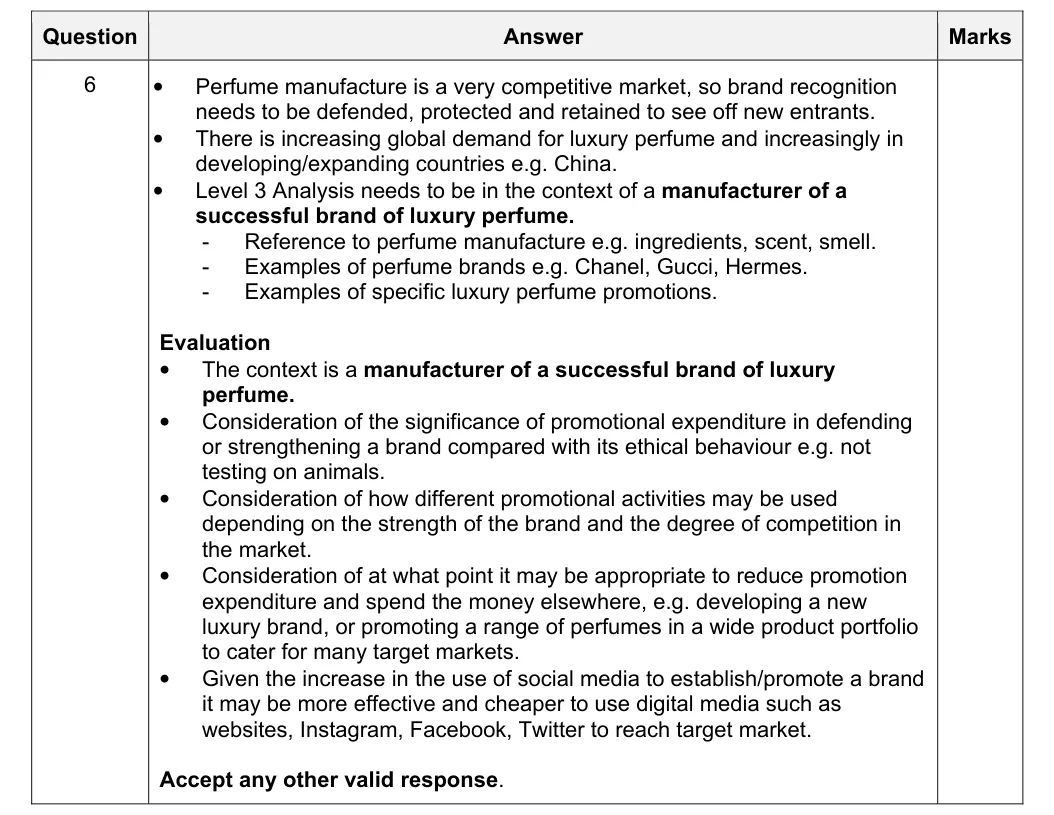 Question Answer Marks
6
• Perfume manufacture is a very competitive market, so brand recognition
needs to be defended, protected and retained to see off new entrants.
• There is increasing global demand for luxury perfume and increasingly in
developing/expanding countries e.g. China.
• Level 3 Analysis needs to be in the context of a manufacturer of a
successful brand of luxury perfume.
- Reference to perfume manufacture e.g. ingredients, scent, smell.
- Examples of perfume brands e.g. Chanel, Gucci, Hermes.
- Examples of specific luxury perfume promotions.
Evaluation
• The context is a manufacturer of a successful brand of luxury
perfume.
• Consideration of the significance of promotional expenditure in defending
or strengthening a brand compared with its ethical behaviour e.g. not
testing on animals.
• Consideration of how different promotional activities may be used
depending on the strength of the brand and the degree of competition in
the market.
• Consideration of at what point it may be appropriate to reduce promotion
expenditure and spend the money elsewhere, e.g. developing a new
luxury brand, or promoting a range of perfumes in a wide product portfolio
to cater for many target markets.
• Given the increase in the use of social media to establish/promote a brand
it may be more effective and cheaper to use digital media such as
websites, Instagram, Facebook, Twitter to reach target market.
Accept any other valid response.